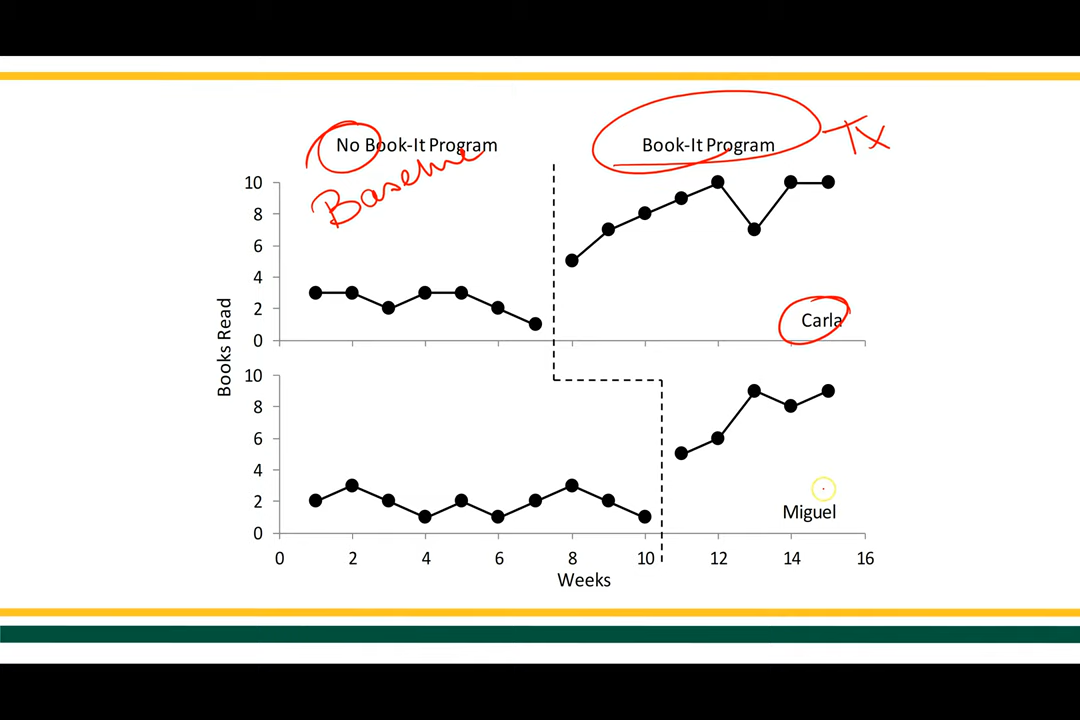 No Book-It Program
Book-It Program
Tx
Baseline
10
8
6
4
2
0
Carla
Books Read
10
8
6
4
2
0
Miguel
0 2 4 6 8 10 12 14 16
Weeks